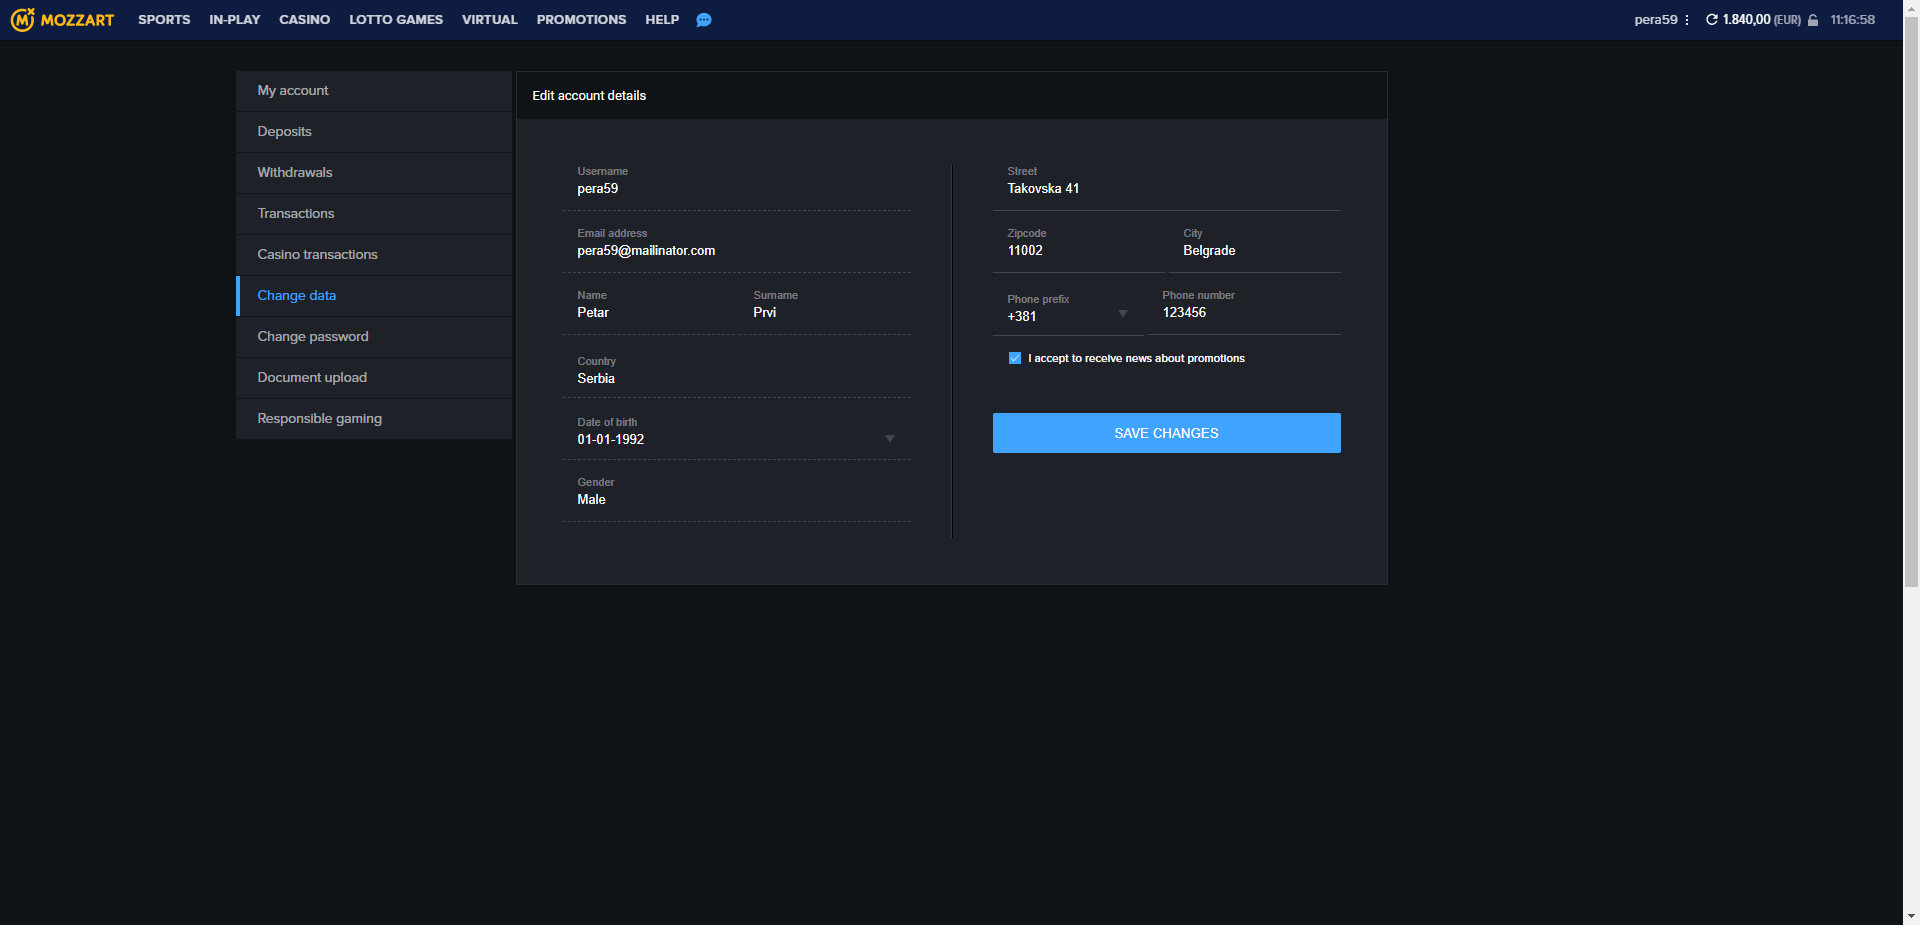 MOZZART SPORTS IN-PLAY CASINO LOTTO GAMES VIRTUAL PROMOTIONS HELP pera59 1.840,00 (EUR) 11:16:58
My account
Deposits
Withdrawals
Transactions
Casino transactions
Change data
Change password
Document upload
Responsible gaming
Edit account details
Username
pera59
Email address
pera59@mailinator.com
Name Surname
Petar Prvi
Country
Serbia
Date of birth
01-01-1992
Gender
Male
Street
Takovska 41
Zipcode City
11002 Belgrade
Phone prefix Phone number
+381 123456
I accept to receive news about promotions
SAVE CHANGES